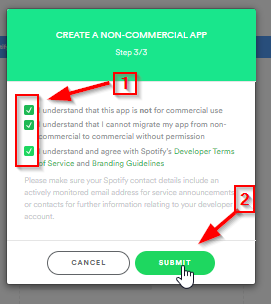 CREATE A NON-COMMERCIAL APP
Step 3/3
1
I understand that this app is not for commercial use
I understand that I cannot migrate my app from non-
commercial to commercial without permission
I understand and agree with Spotify's Developer Terms
of Service and Branding Guidelines
Please make sure your Spotify contact details include an
actively monitored email address for service announcements
or contacts for further information relating to your developer
account.
2
CANCEL
SUBMIT